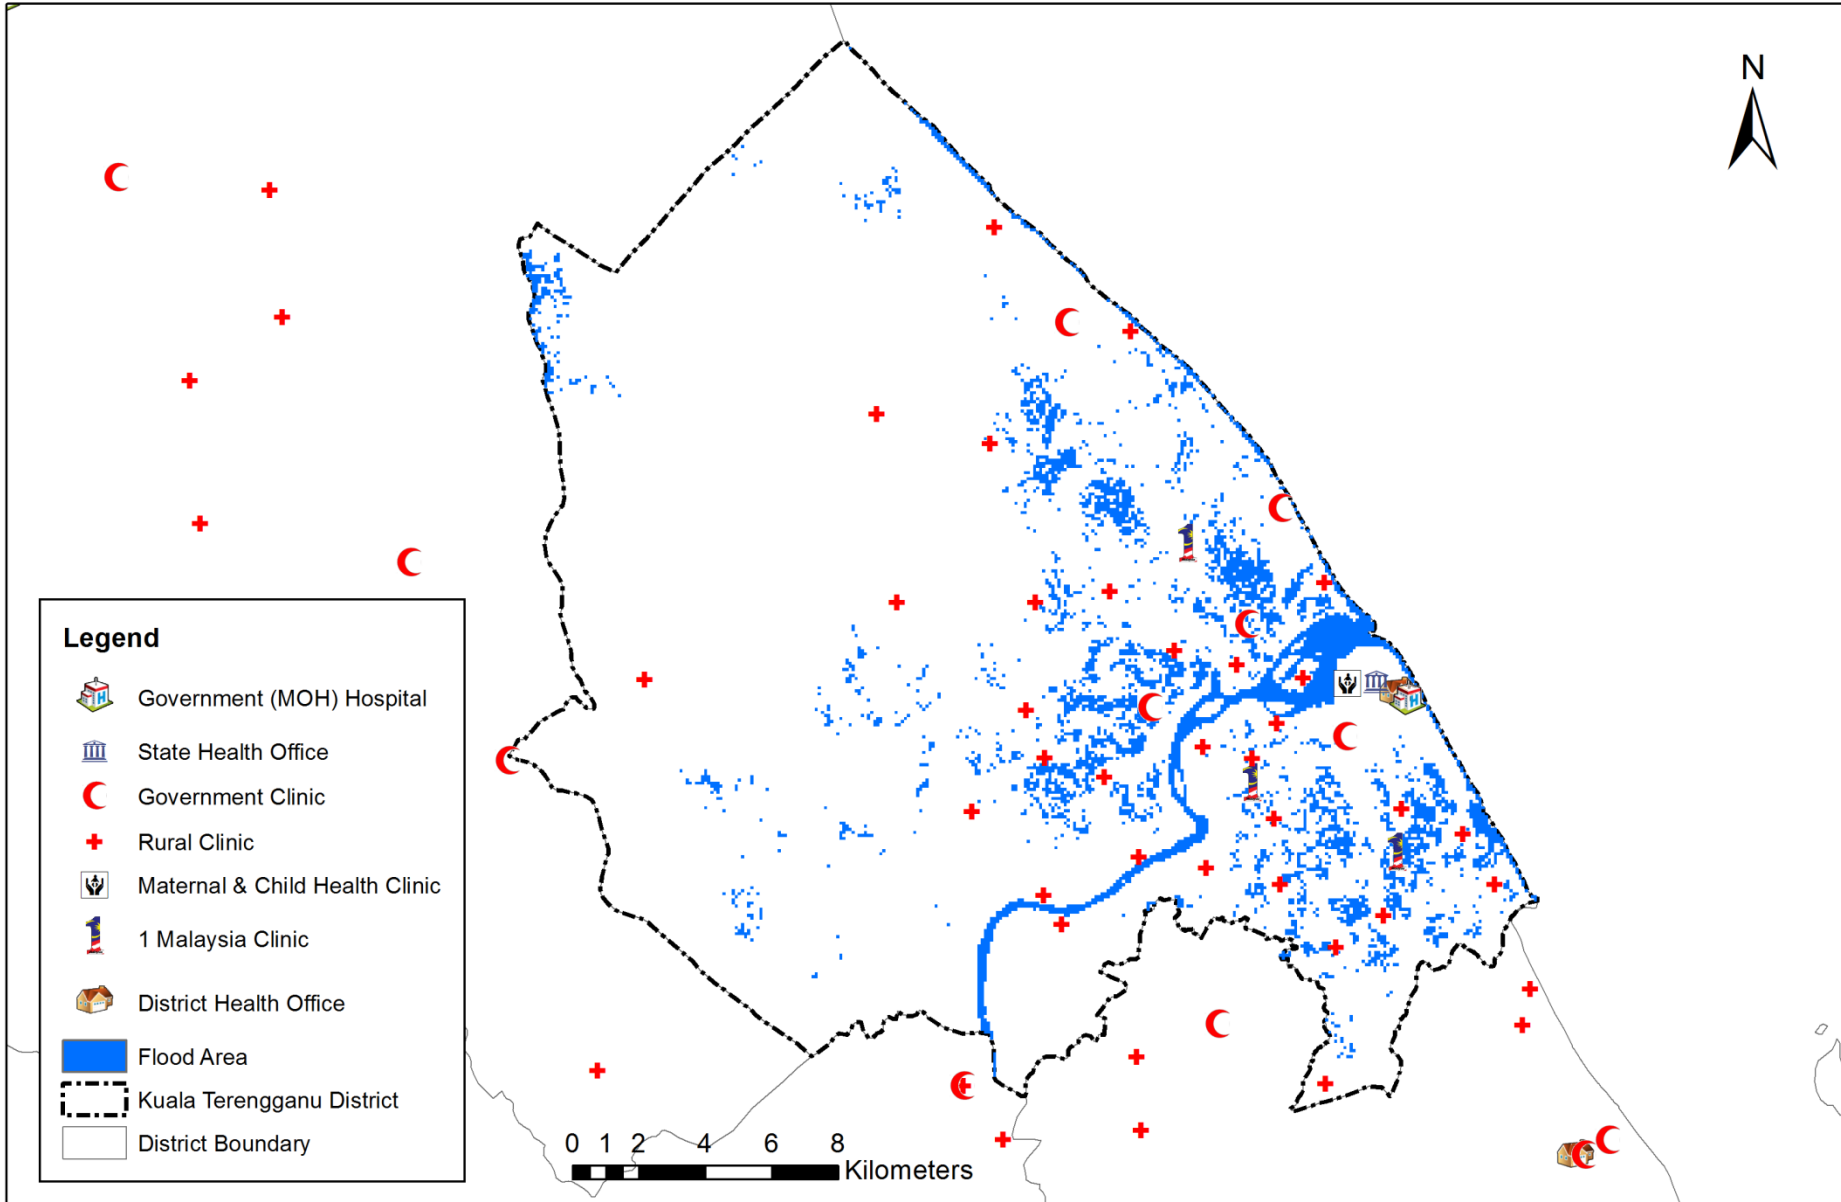 N
Legend
Government (MOH) Hospital
State Health Office
Government Clinic
Rural Clinic
Maternal & Child Health Clinic
1 Malaysia Clinic
District Health Office
Flood Area
Kuala Terengganu District
District Boundary
0 1 2 4 6 8
Kilometers